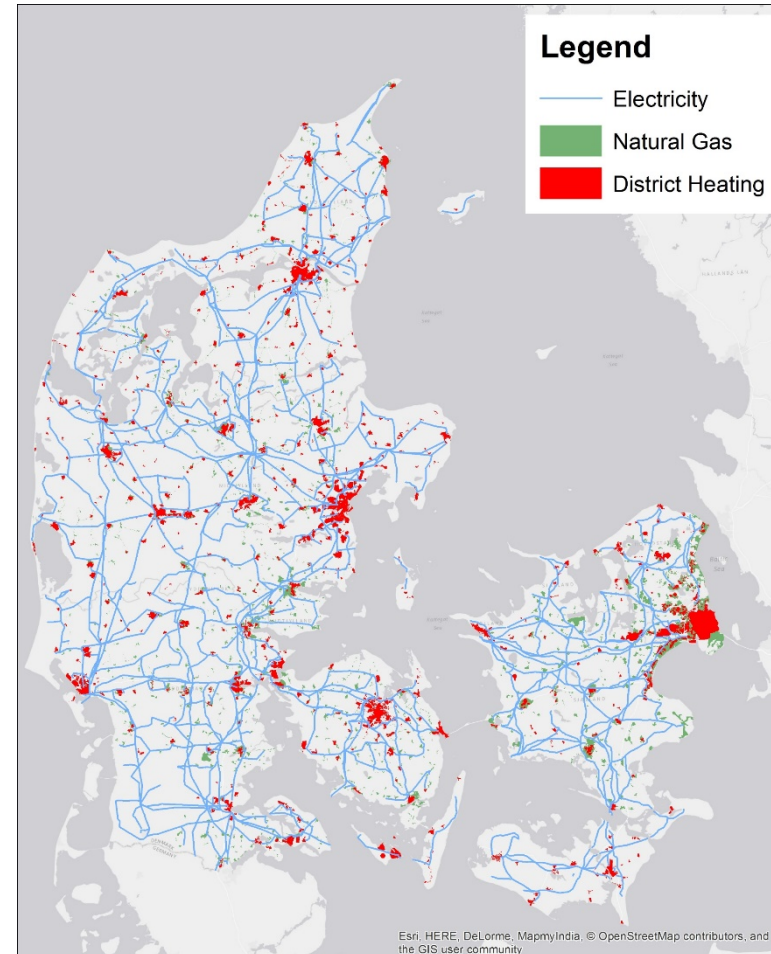 Legend
Electricity
Natural Gas
District Heating
Esri, HERE, DeLorme, MapmyIndia, © OpenStreetMap contributors, and
the GIS user community